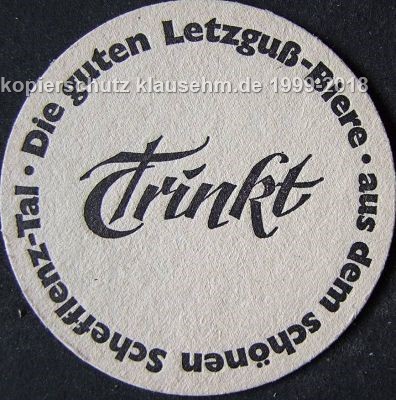 Die guten Letzguß-Biere · aus dem schönen Schefflenz-Tal ·
kopierschutz klausehm.de 1999-2018
Trinkt